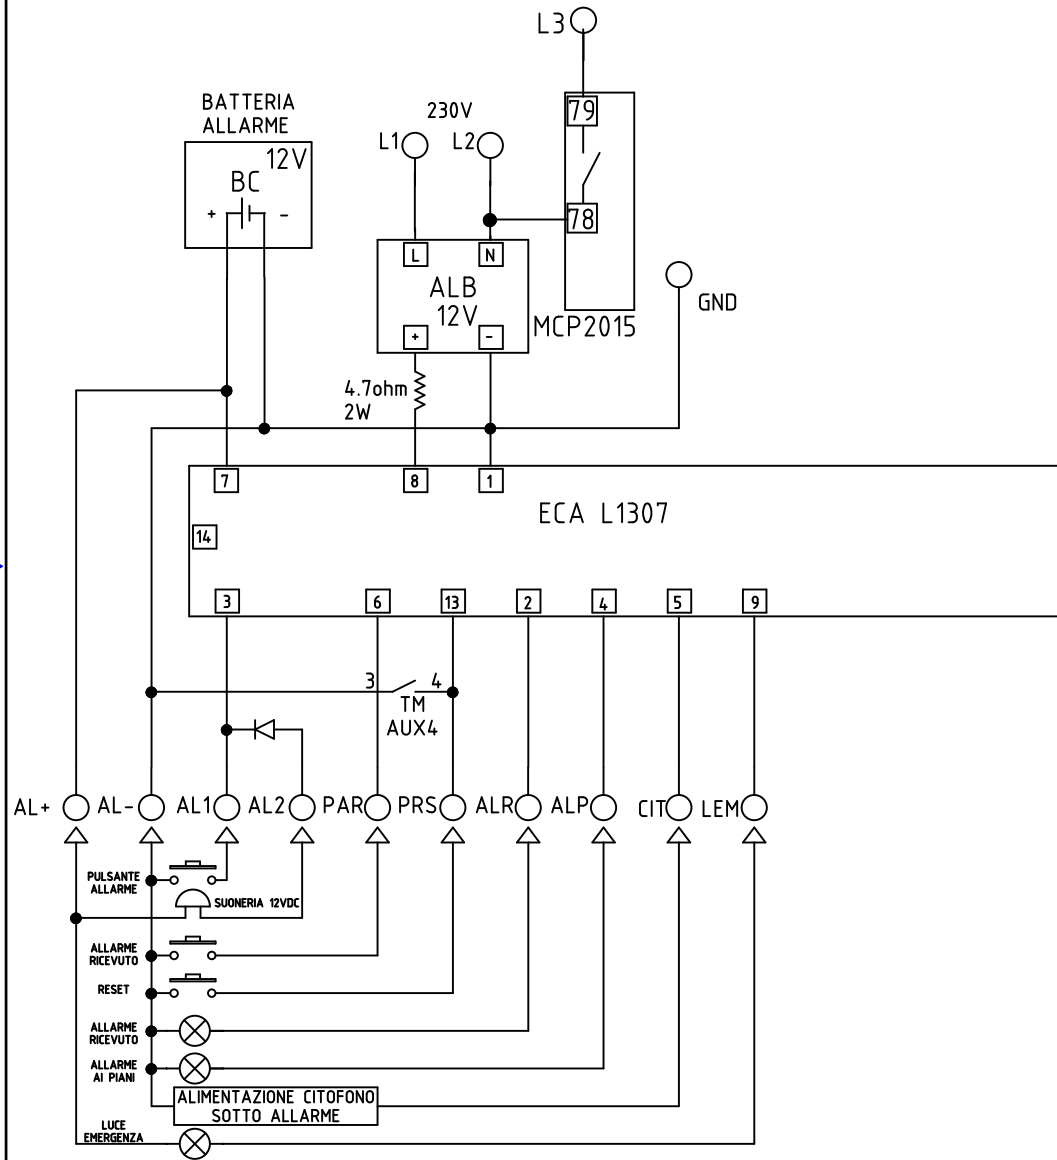 L3
79
BATTERIA
ALLARME
230V
L1
L2
12V
BC
+ -
78
L
N
ALB
12V
GND
+
-
MCP2015
4.7ohm
2W
7
8
1
ECA L1307
14
3
6
13
2
4
5
9
3
4
TM
AUX4
AL+
AL-
AL1
AL2
PAR
PRS
ALR
ALP
CIT
LEM
PULSANTE
ALLARME
SUONERIA 12VDC
ALLARME
RICEVUTO
RESET
ALLARME
RICEVUTO
ALLARME
AI PIANI
ALIMENTAZIONE CITOFONO
SOTTO ALLARME
LUCE
EMERGENZA